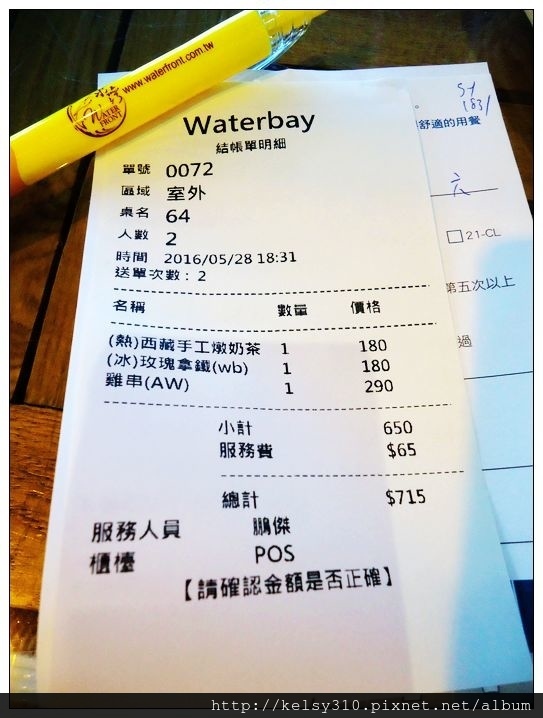 www.waterfront.com.tw
WATER
FRONT
Waterbay
結帳單明細
單號 0072
區域 室外
桌名 64
人數 2
時間 2016/05/28 18:31
送單次數: 2
名稱 數量 價格
(熱)西藏手工燉奶茶 1 180
(冰)玫瑰拿鐵(wb) 1 180
雞串(AW) 1 290
小計 650
服務費 $65
總計 $715
服務人員 鵬傑
櫃檯 POS
【請確認金額是否正確】
舒適的用餐
六
21-CL
第五次以上
過
http://kelsy310.pixnet.net/album